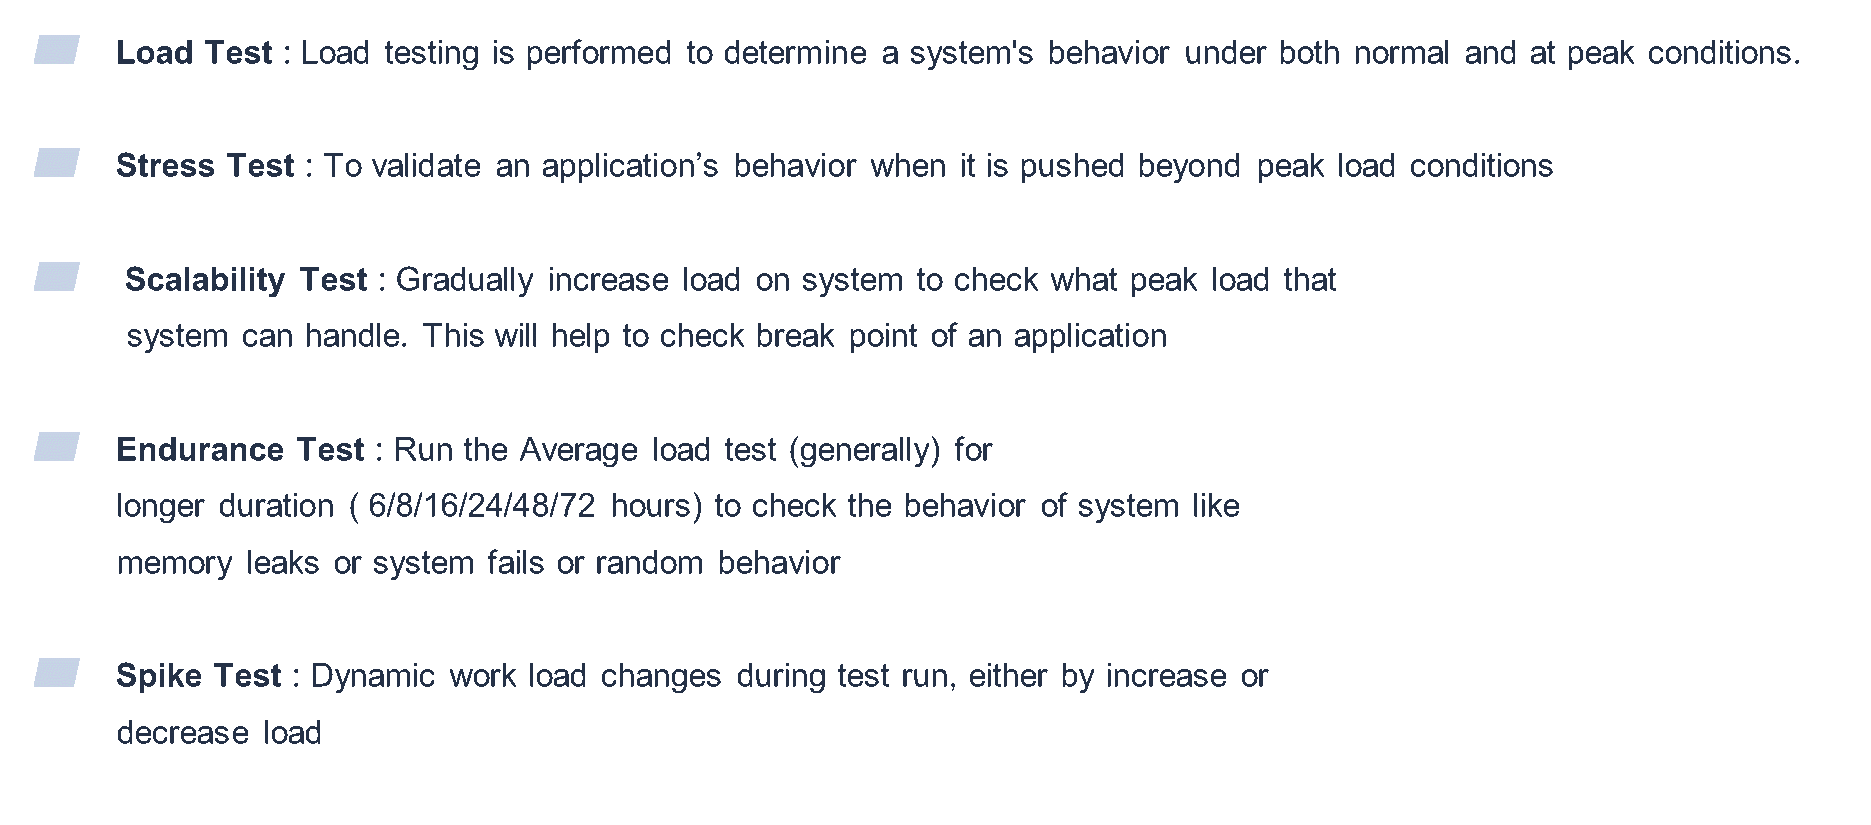 Load Test : Load testing is performed to determine a system's behavior under both normal and at peak conditions.
Stress Test : To validate an application’s behavior when it is pushed beyond peak load conditions
Scalability Test : Gradually increase load on system to check what peak load that
system can handle. This will help to check break point of an application
Endurance Test : Run the Average load test (generally) for
longer duration ( 6/8/16/24/48/72 hours) to check the behavior of system like
memory leaks or system fails or random behavior
Spike Test : Dynamic work load changes during test run, either by increase or
decrease load